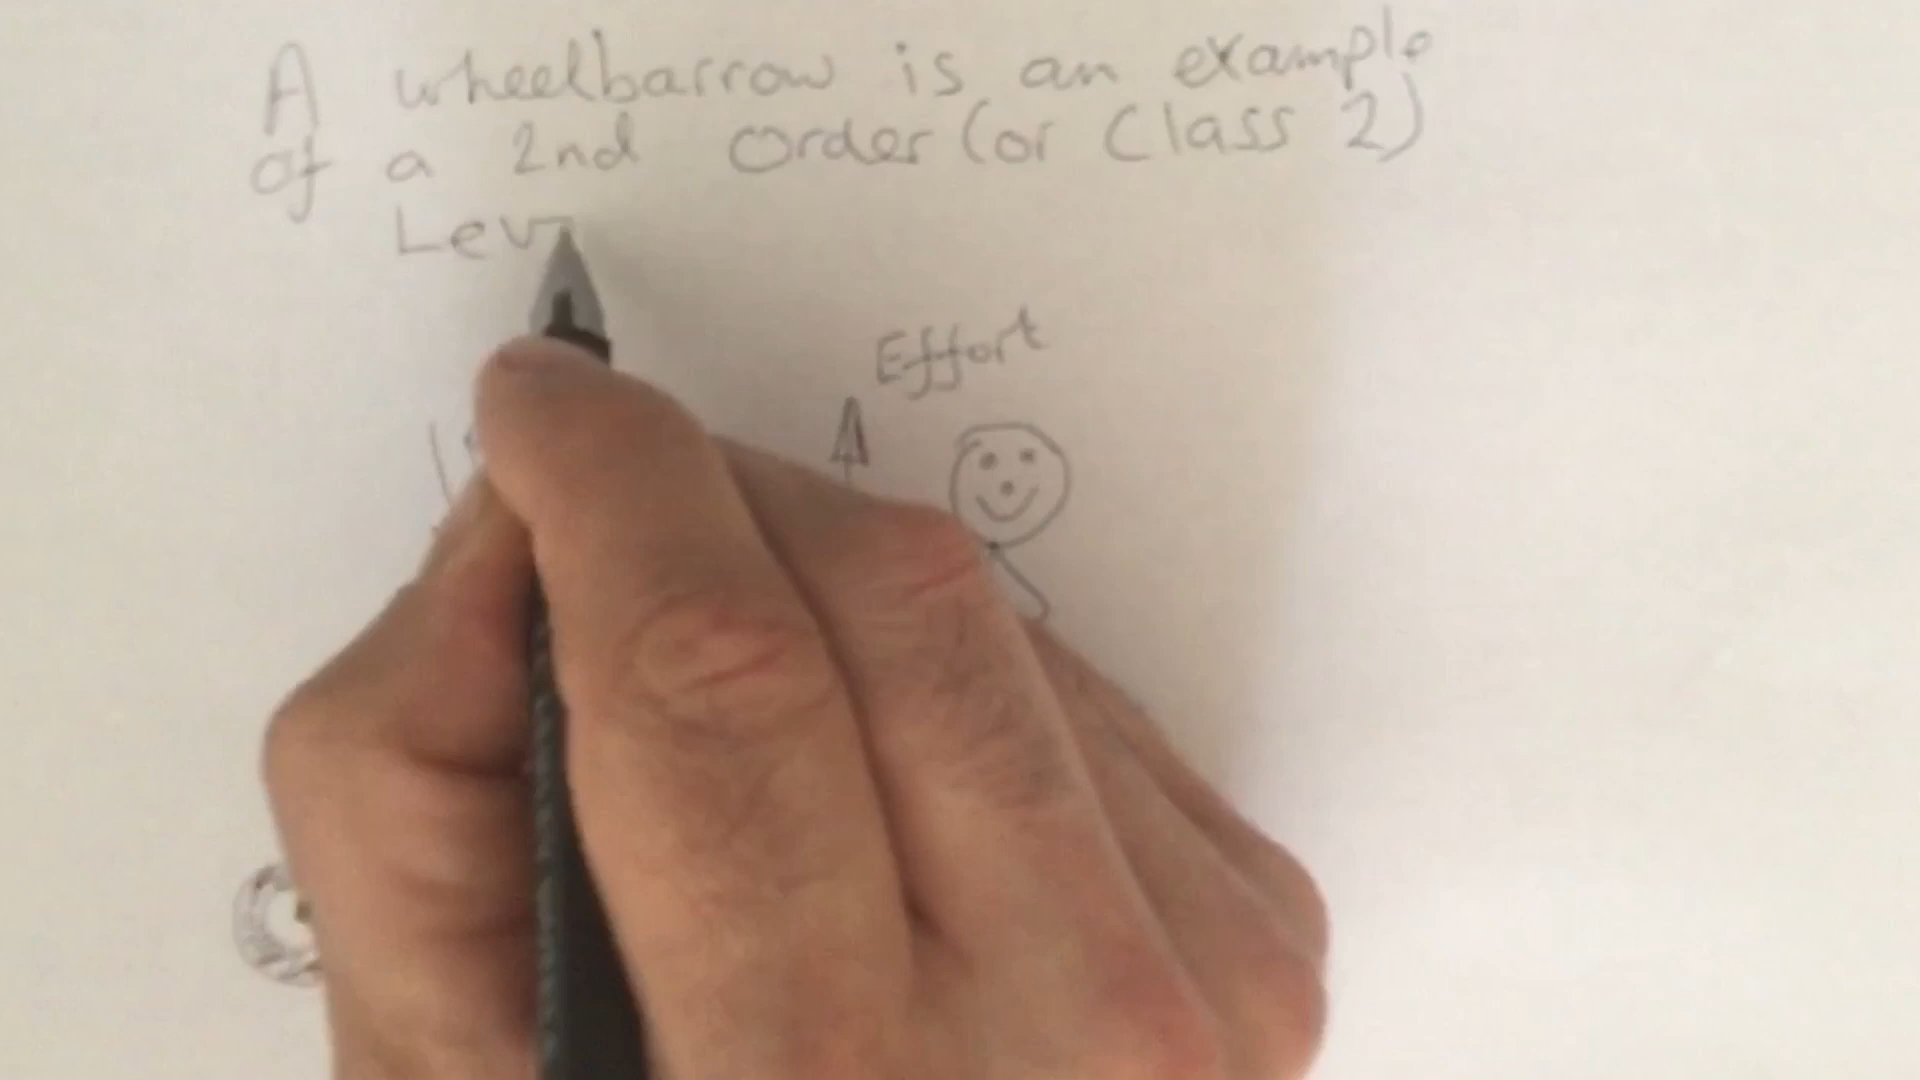 A wheelbarrow is an example
of a 2nd order (or Class 2)
Lev
Effort